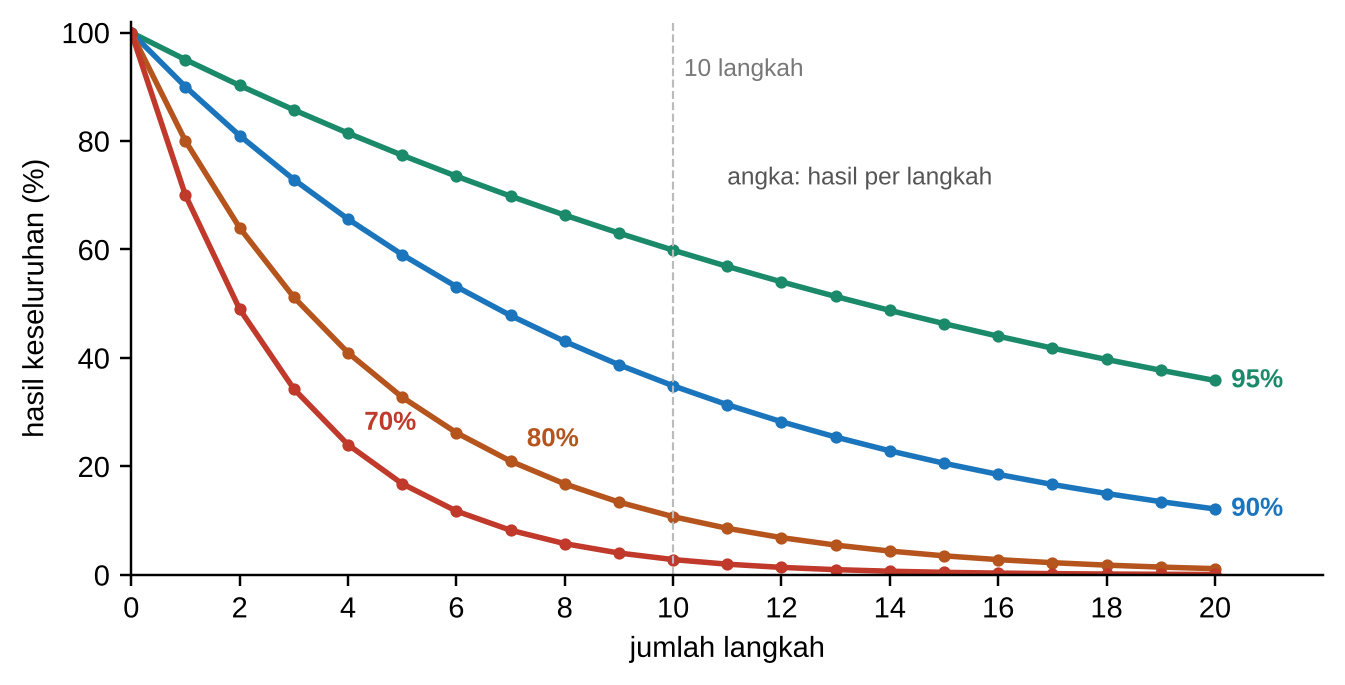 100
80
60
40
20
0
hasil keseluruhan (%)
10 langkah
angka: hasil per langkah
95%
90%
80%
70%
0 2 4 6 8 10 12 14 16 18 20
jumlah langkah